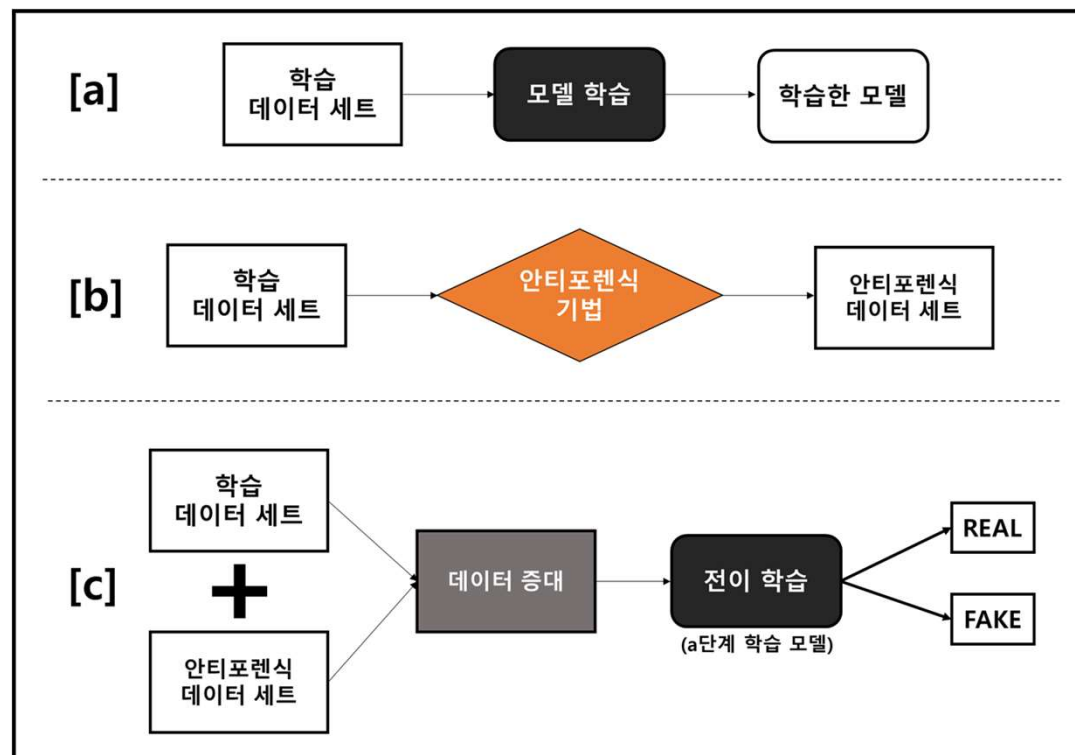 [a]
학습
데이터 세트
모델 학습
학습한 모델
[b]
학습
데이터 세트
안티포렌식
기법
안티포렌식
데이터 세트
[c]
학습
데이터 세트
안티포렌식
데이터 세트
데이터 증대
전이 학습
(a단계 학습 모델)
REAL
FAKE